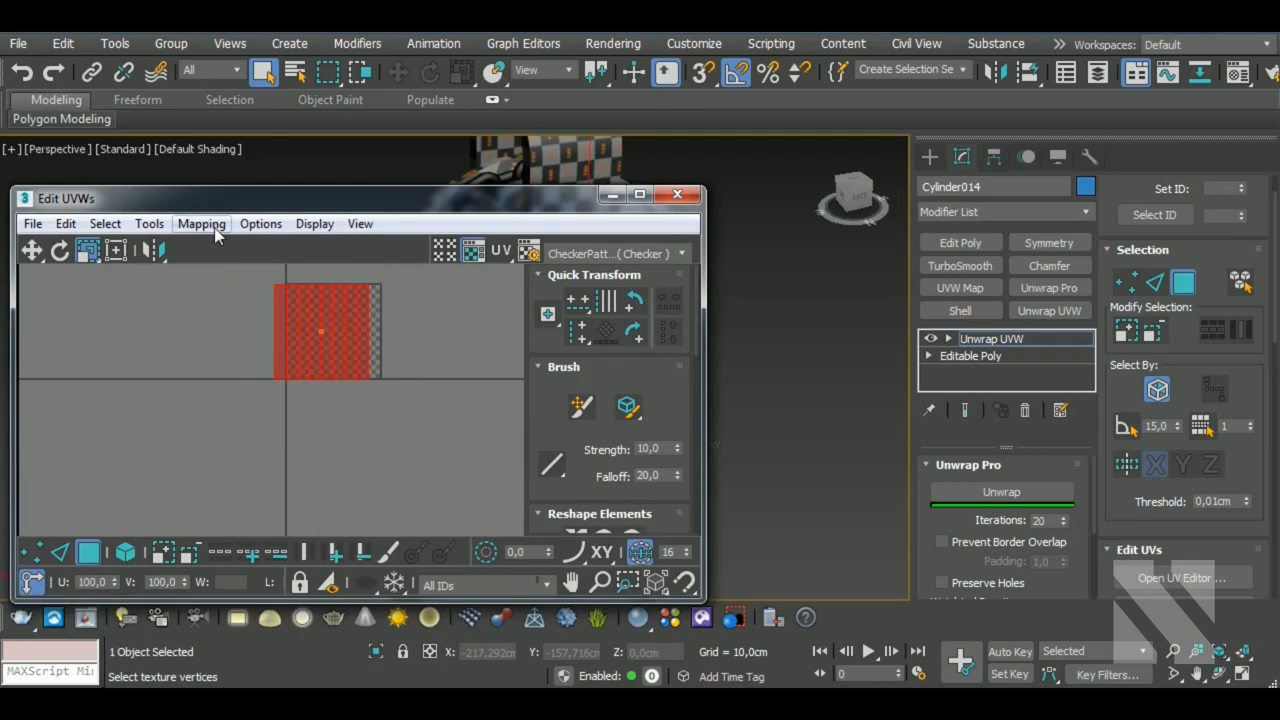 File Edit Tools Group Views Create Modifiers Animation Graph Editors Rendering Customize Scripting Content Civil View Substance Workspaces: Default
All View Create Selection Se
Modeling Freeform Selection Object Paint Populate
Polygon Modeling
[+] [Perspective] [Standard] [Default Shading]
Cylinder014
Modifier List
Edit Poly Symmetry
TurboSmooth Chamfer
UVW Map Unwrap Pro
Shell Unwrap UVW
Unwrap UVW
Editable Poly
Unwrap Pro
Unwrap
Iterations: 20
Prevent Border Overlap
Padding: 1,0
Preserve Holes
Set ID:
Select ID
Selection
Modify Selection:
Select By:
15,0 1
X Y Z
Threshold: 0,01cm
Edit UVs
Open UV Editor ...
3 Edit UVWs
File Edit Select Tools Mapping Options Display View
UV CheckerPatt...( Checker )
Quick Transform
Brush
Strength: 10,0
Falloff: 20,0
Reshape Elements
0,0 XY 16
U: 100,0 V: 100,0 W: L: All IDs
1 Object Selected X: -217,292cm Y: -157,716cm Z: 0,0cm Grid = 10,0cm Auto Key Selected
MAXScript Mi
Select texture vertices Enabled: 0 Add Time Tag 0 Set Key Key Filters...